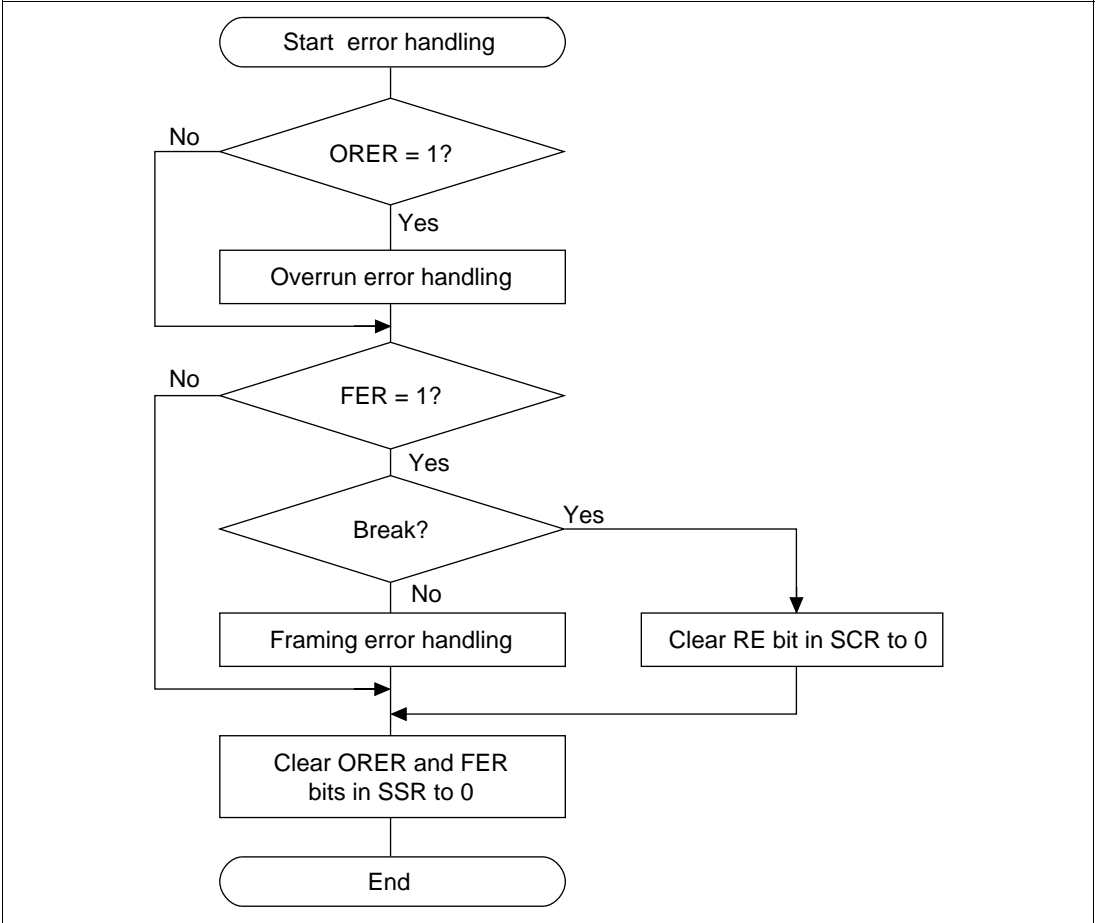 Start error handling
No
ORER = 1?
Yes
Overrun error handling
No
FER = 1?
Yes
Break?
Yes
No
Framing error handling
Clear RE bit in SCR to 0
Clear ORER and FER
bits in SSR to 0
End